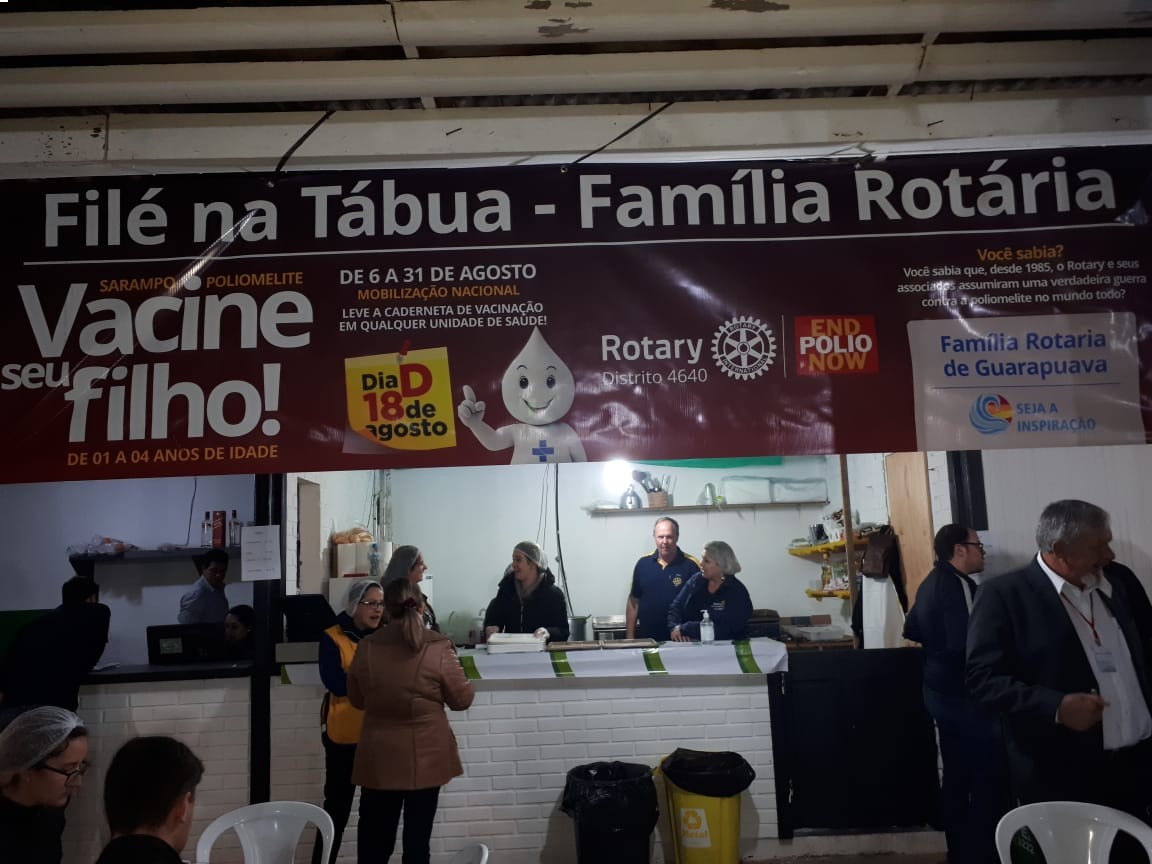 Filé na Tábua - Família Rotária
SARAMPO POLIOMELITE
Vacine
seu filho!
DE 01 A 04 ANOS DE IDADE
DE 6 A 31 DE AGOSTO
MOBILIZAÇÃO NACIONAL
LEVE A CADERNETA DE VACINAÇÃO
EM QUALQUER UNIDADE DE SAÚDE!
Dia D
18 de
agosto
Rotary
Distrito 4640
ROTARY
INTERNATIONAL
END
POLIO
NOW
Você sabia?
Você sabia que, desde 1985, o Rotary e seus
associados assumiram uma verdadeira guerra
contra a poliomelite no mundo todo?
Família Rotaria
de Guarapuava
SEJA A
INSPIRAÇÃO